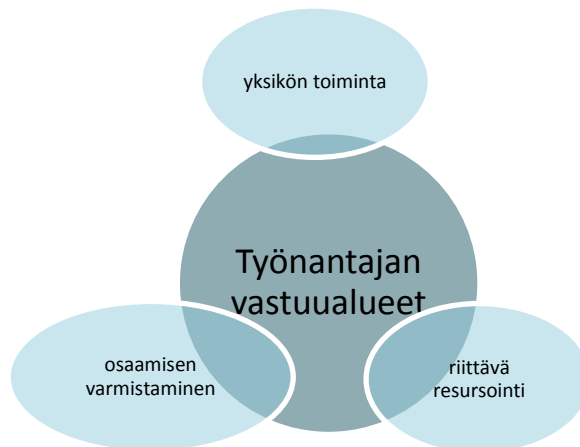 yksikön toiminta
Työnantajan
vastuualueet
osaamisen
varmistaminen
riittävä
resursointi